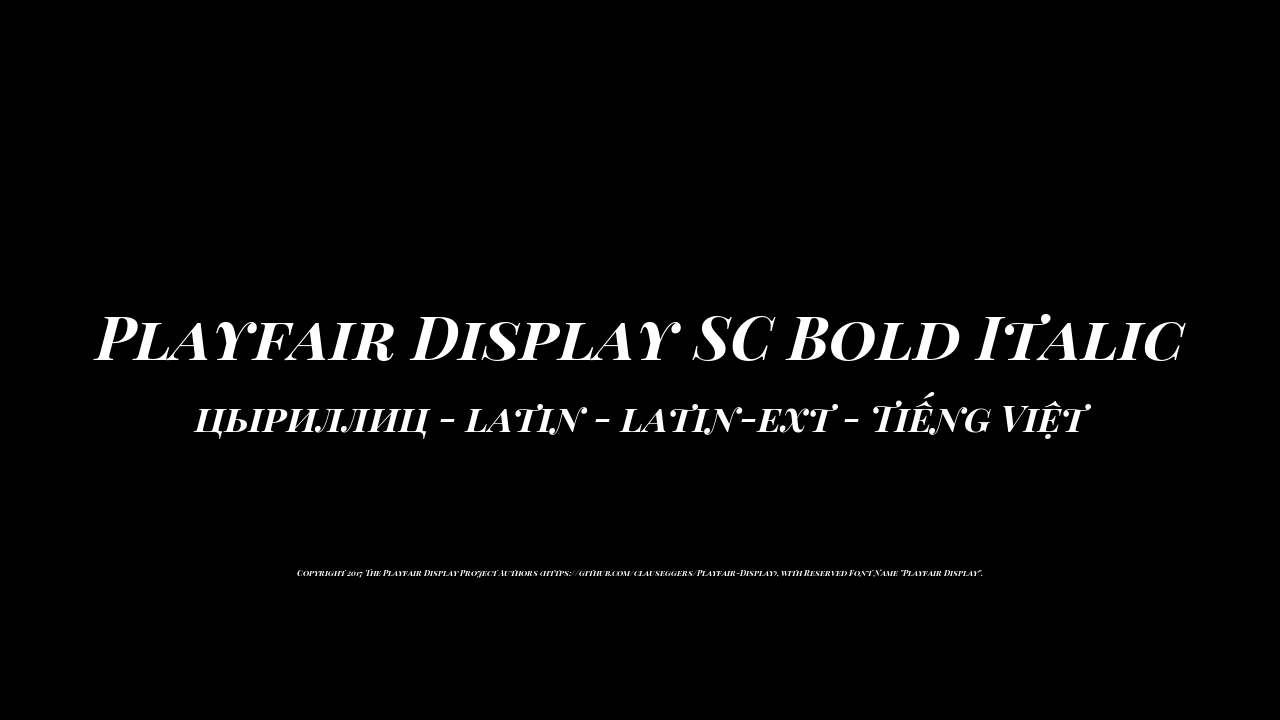 Playfair Display SC Bold Italic
цыриллиц - latin - latin-ext - Tiếng Việt
Copyright 2017 The Playfair Display Project Authors (https://github.com/clauseggers/Playfair-Display), with Reserved Font Name "Playfair Display".